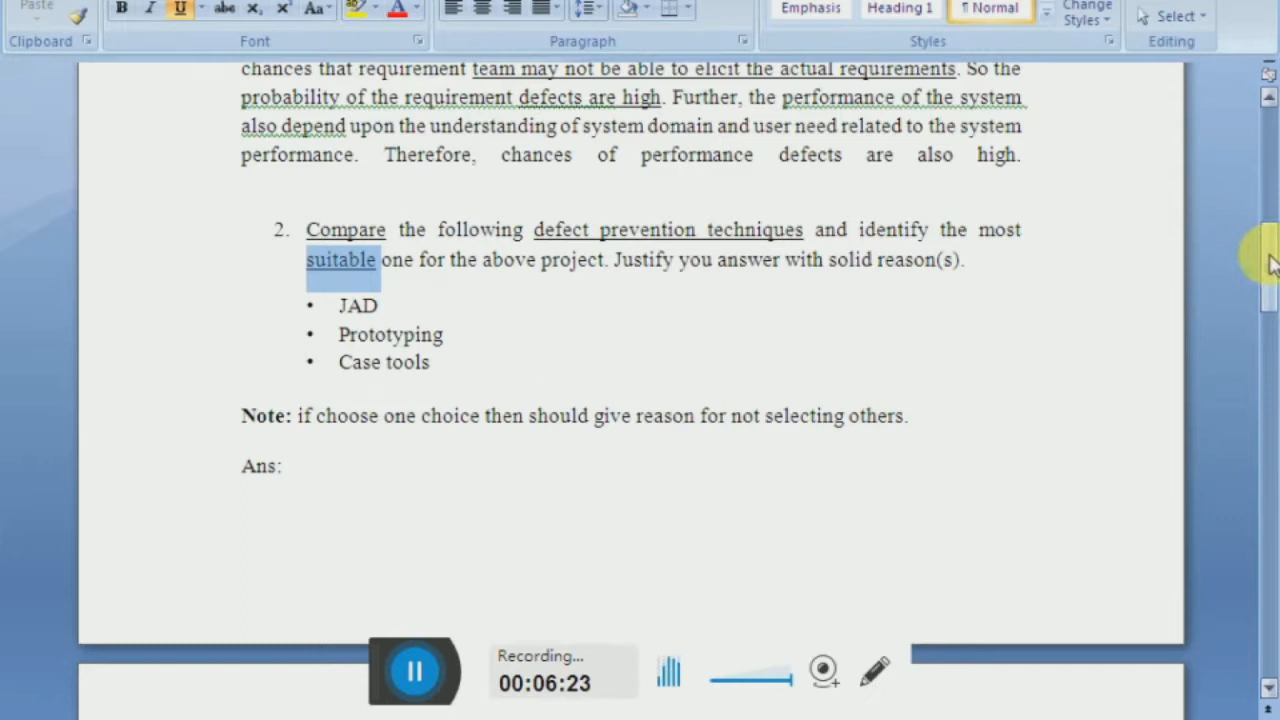 Paste
B I U abc X₂ X² Aa ab A
Emphasis Heading 1 ¶ Normal Change Styles Select
Clipboard Font Paragraph Styles Editing
chances that requirement team may not be able to elicit the actual requirements. So the
probability of the requirement defects are high. Further, the performance of the system
also depend upon the understanding of system domain and user need related to the system
performance. Therefore, chances of performance defects are also high.
2. Compare the following defect prevention techniques and identify the most
suitable one for the above project. Justify you answer with solid reason(s).
• JAD
• Prototyping
• Case tools
Note: if choose one choice then should give reason for not selecting others.
Ans:
Recording...
00:06:23